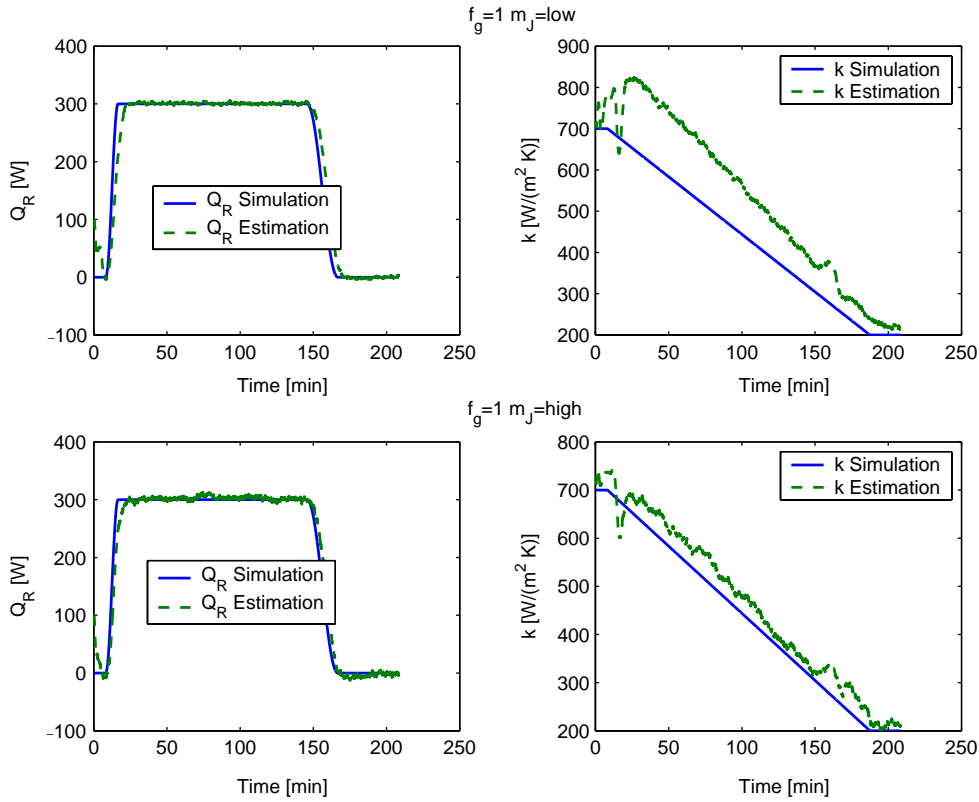 f_g=1 m_J=low
400
300
200
100
0
−100
0 50 100 150 200 250
Q_R [W]
Time [min]
Q_R Simulation
Q_R Estimation
900
800
700
600
500
400
300
200
0 50 100 150 200 250
k [W/(m² K)]
Time [min]
k Simulation
k Estimation
f_g=1 m_J=high
400
300
200
100
0
−100
0 50 100 150 200 250
Q_R [W]
Time [min]
Q_R Simulation
Q_R Estimation
800
700
600
500
400
300
200
0 50 100 150 200 250
k [W/(m² K)]
Time [min]
k Simulation
k Estimation